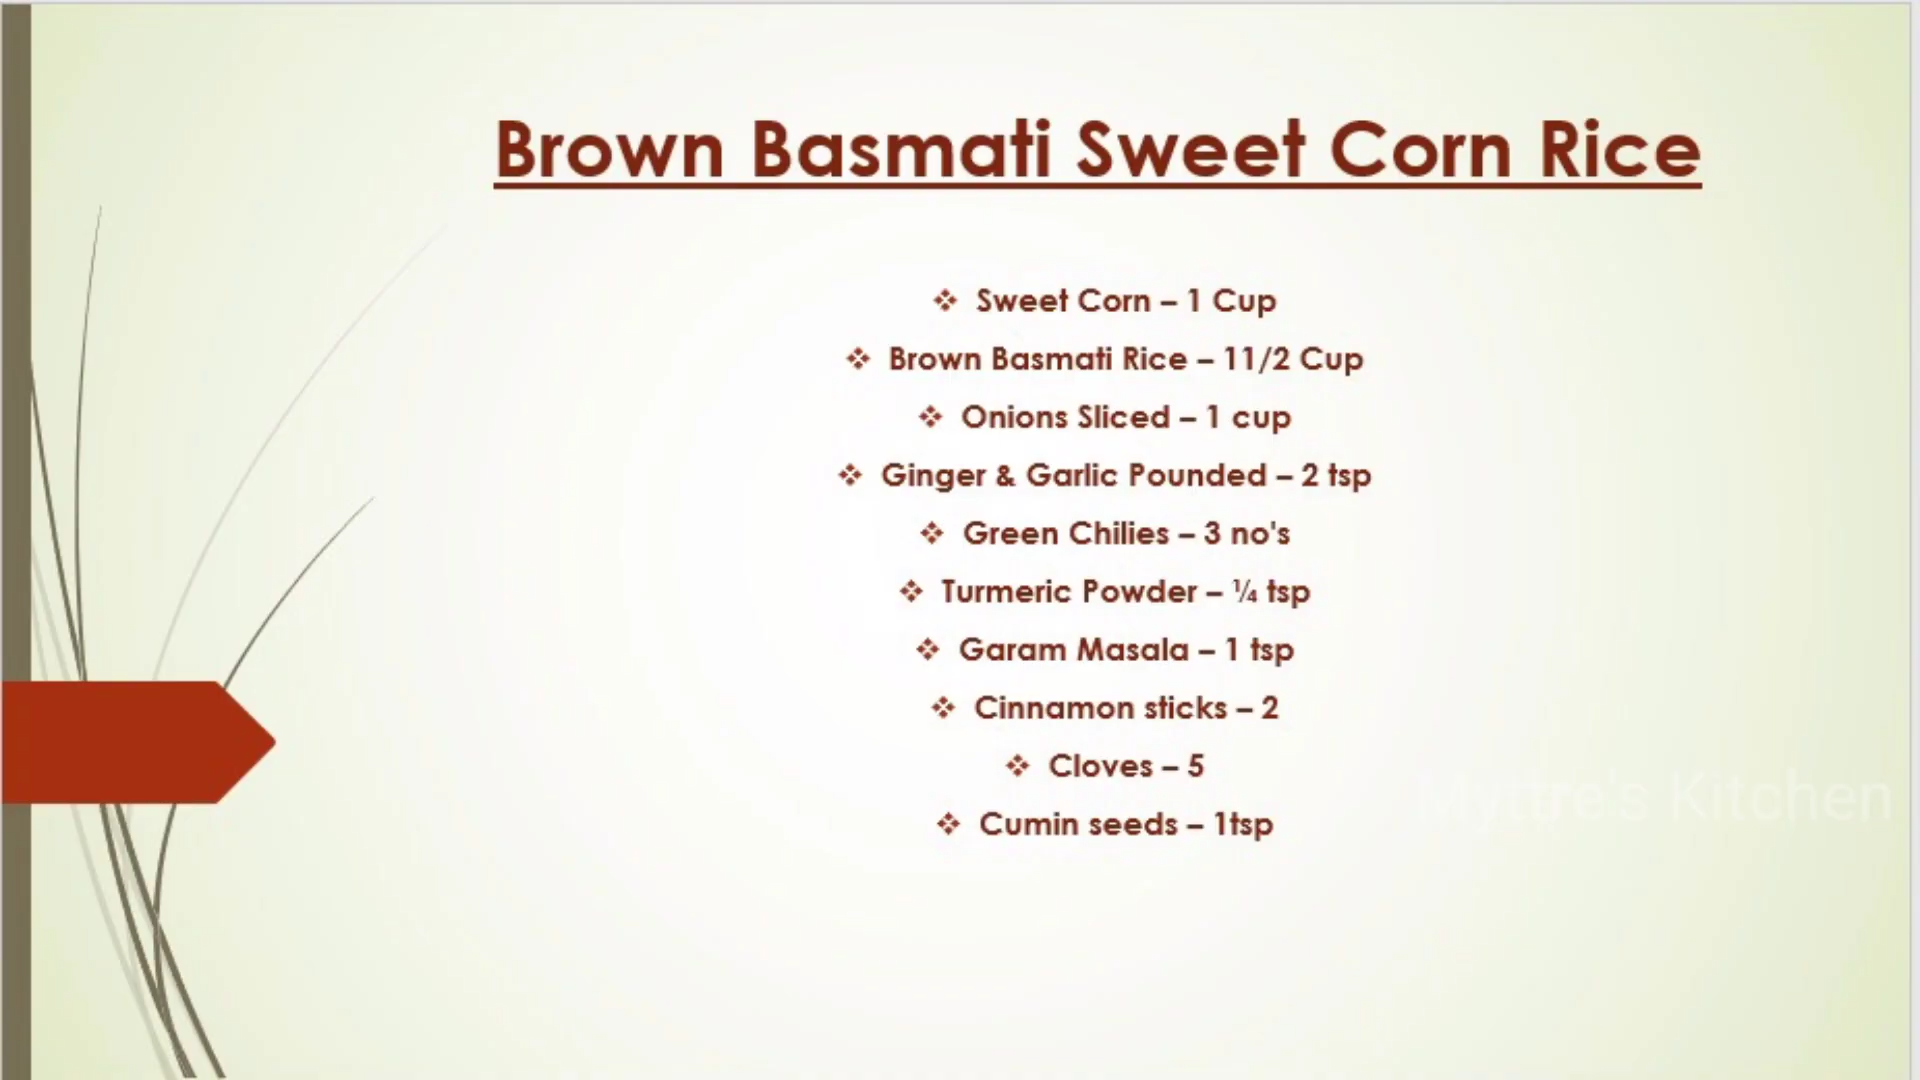 Brown Basmati Sweet Corn Rice
❖ Sweet Corn – 1 Cup
❖ Brown Basmati Rice – 11/2 Cup
❖ Onions Sliced – 1 cup
❖ Ginger & Garlic Pounded – 2 tsp
❖ Green Chilies – 3 no's
❖ Turmeric Powder – ¼ tsp
❖ Garam Masala – 1 tsp
❖ Cinnamon sticks – 2
❖ Cloves – 5
❖ Cumin seeds – 1tsp
Kitchen